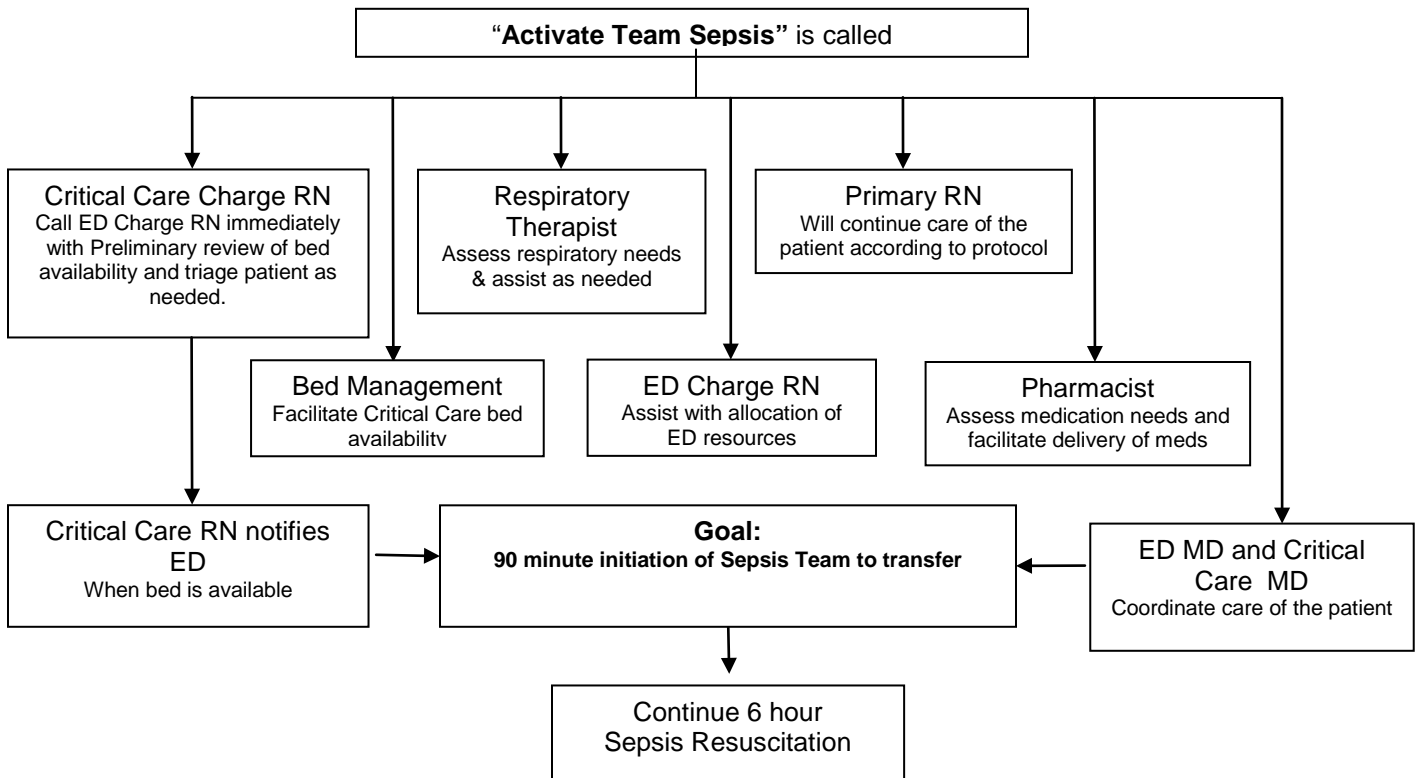 “Activate Team Sepsis” is called
Critical Care Charge RN
Call ED Charge RN immediately
with Preliminary review of bed
availability and triage patient as
needed.
Respiratory
Therapist
Assess respiratory needs
& assist as needed
Primary RN
Will continue care of the
patient according to protocol
Bed Management
Facilitate Critical Care bed
availability
ED Charge RN
Assist with allocation of
ED resources
Pharmacist
Assess medication needs and
facilitate delivery of meds
Critical Care RN notifies
ED
When bed is available
Goal:
90 minute initiation of Sepsis Team to transfer
ED MD and Critical
Care MD
Coordinate care of the patient
Continue 6 hour
Sepsis Resuscitation